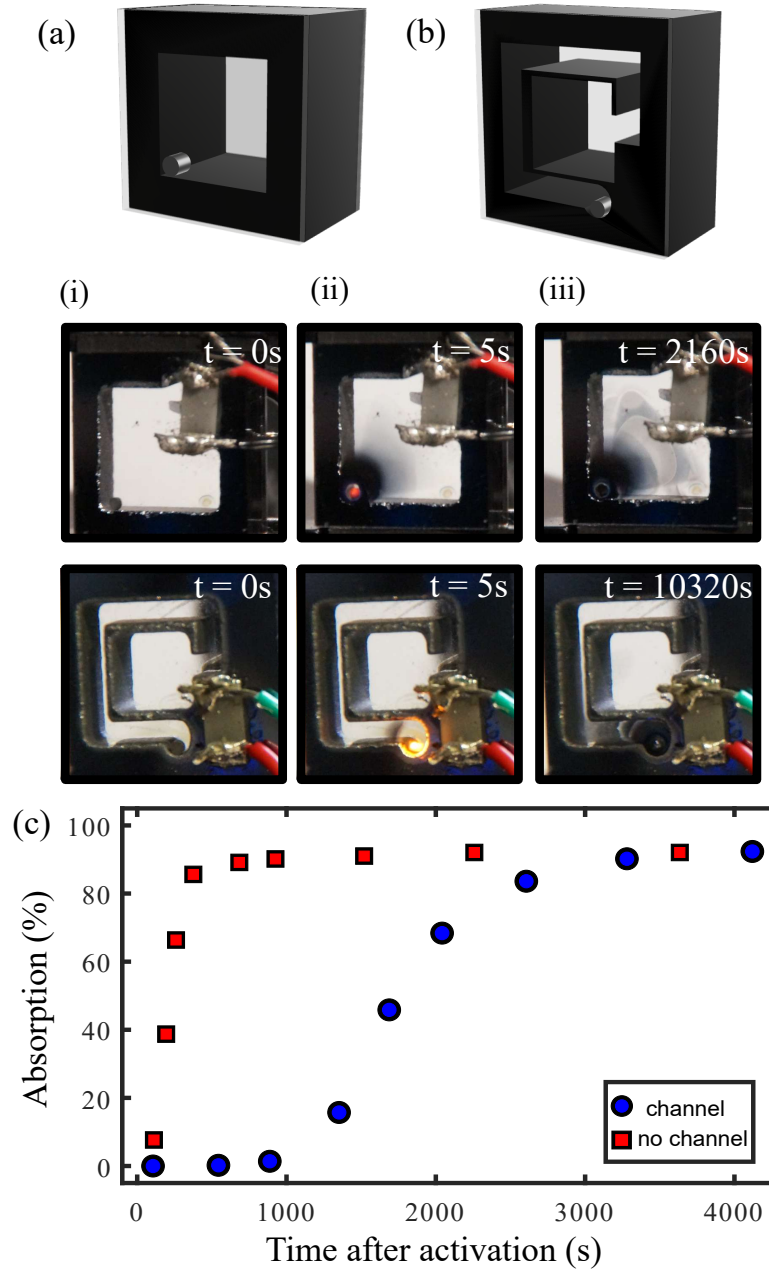 (a)
(b)
(i)
(ii)
(iii)
t = 0s
t = 5s
t = 2160s
t = 0s
t = 5s
t = 10320s
(c)
100
80
60
40
20
0
Absorption (%)
channel
no channel
0
1000
2000
3000
4000
Time after activation (s)